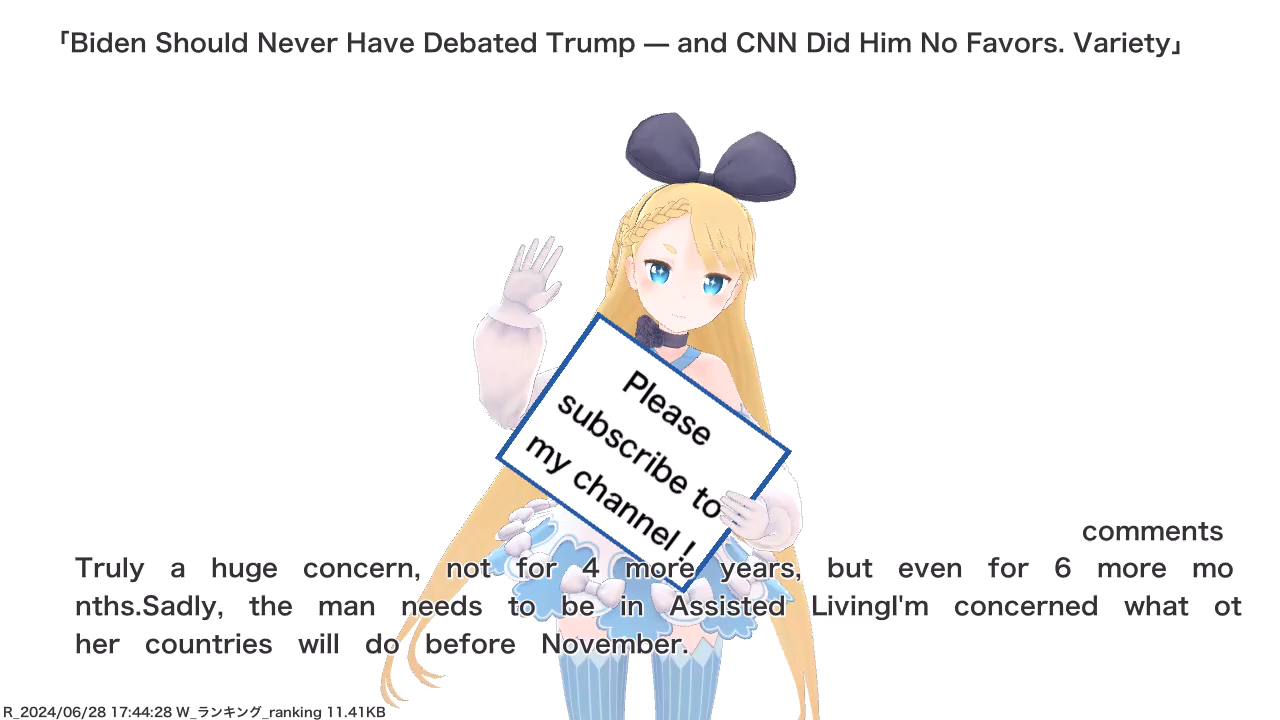 「Biden Should Never Have Debated Trump — and CNN Did Him No Favors. Variety」
Please
subscribe to
my channel !
comments
Truly a huge concern, not for 4 more years, but even for 6 more mo
nths.Sadly, the man needs to be in Assisted LivingI'm concerned what ot
her countries will do before November.
R_2024/06/28 17:44:28 W_ランキング_ranking 11.41KB